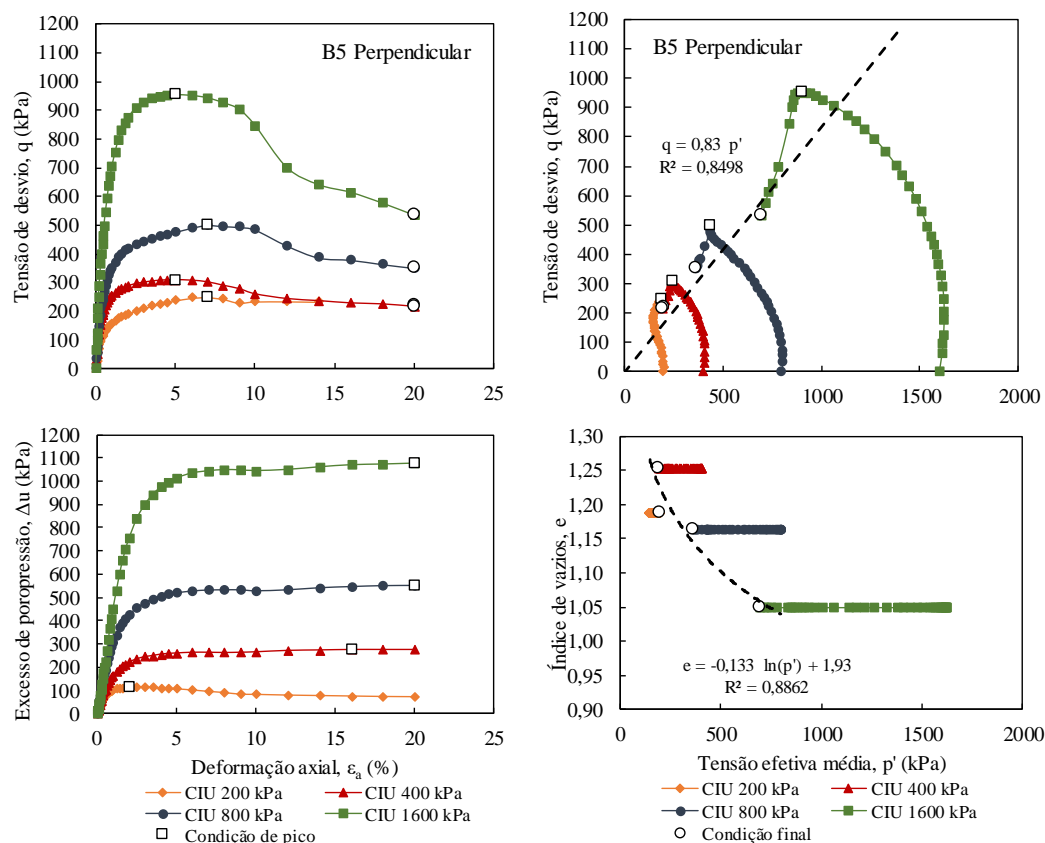 1200
1100
1000
900
800
700
600
500
400
300
200
100
0
Tensão de desvio, q (kPa)
B5 Perpendicular
0 5 10 15 20 25
1200
1100
1000
900
800
700
600
500
400
300
200
100
0
Tensão de desvio, q (kPa)
B5 Perpendicular
q = 0,83 p'
R² = 0,8498
0 500 1000 1500 2000
1200
1100
1000
900
800
700
600
500
400
300
200
100
0
Excesso de poropressão, Δu (kPa)
0 5 10 15 20 25
Deformação axial, εa (%)
CIU 200 kPa
CIU 400 kPa
CIU 800 kPa
CIU 1600 kPa
Condição de pico
1,30
1,25
1,20
1,15
1,10
1,05
1,00
0,95
0,90
Índice de vazios, e
e = -0,133 ln(p') + 1,93
R² = 0,8862
0 500 1000 1500 2000
Tensão efetiva média, p' (kPa)
CIU 200 kPa
CIU 400 kPa
CIU 800 kPa
CIU 1600 kPa
Condição final